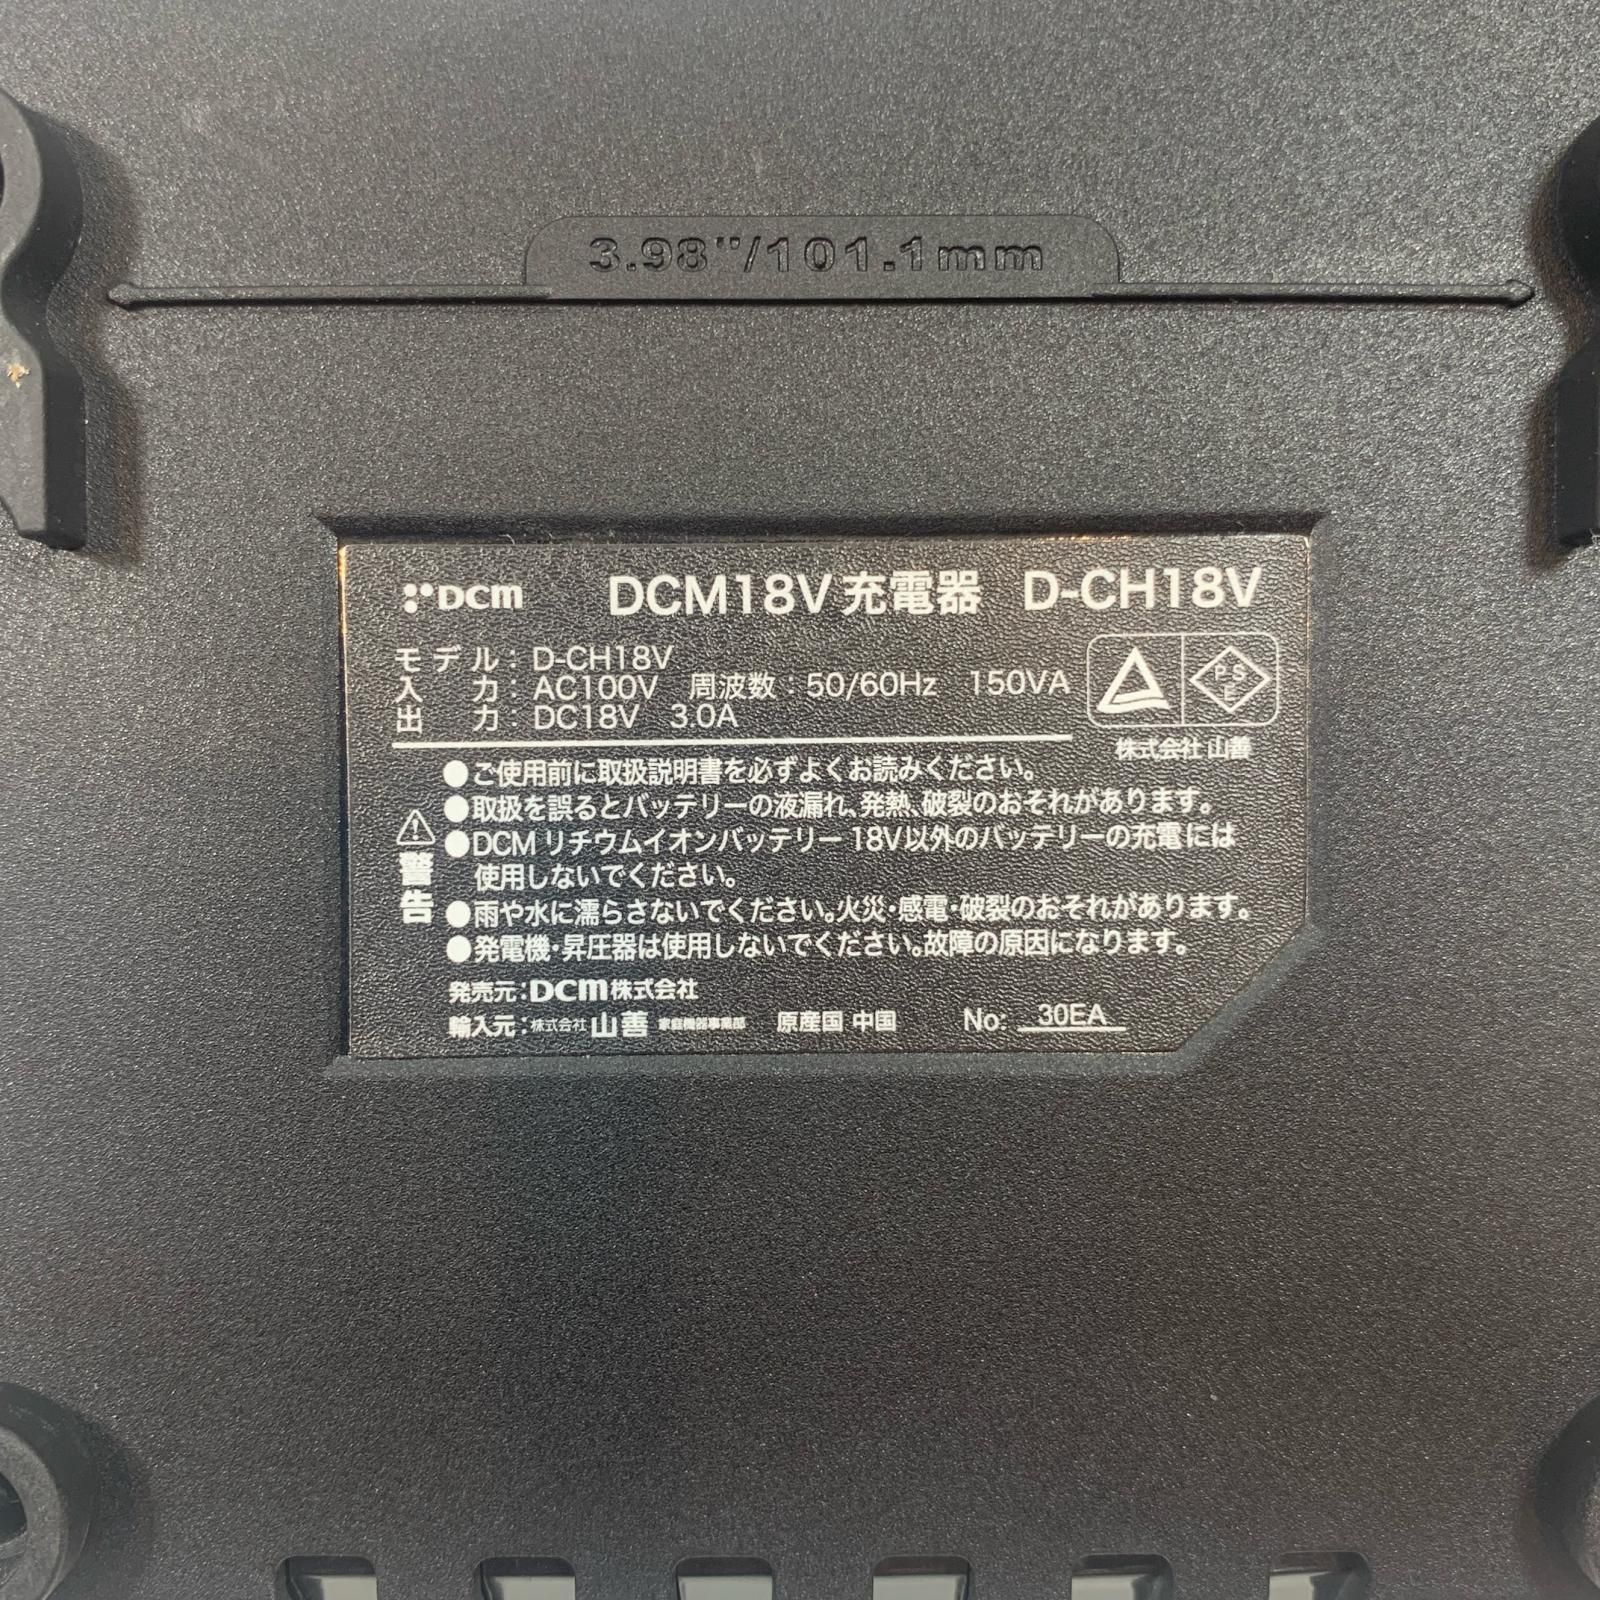 3.98"/101.1mm
DCM DCM18V 充電器 D-CH18V
モデル：D-CH18V
入力：AC100V 周波数：50/60Hz 150VA
出力：DC18V 3.0A
PSE
株式会社 山善
警告
●ご使用前に取扱説明書を必ずよくお読みください。
●取扱を誤るとバッテリーの液漏れ、発熱、破裂のおそれがあります。
●DCM リチウムイオンバッテリー 18V以外のバッテリーの充電には
使用しないでください。
●雨や水に濡らさないでください。火災・感電・破裂のおそれがあります。
●発電機・昇圧器は使用しないでください。故障の原因になります。
発売元：DCM株式会社
輸入元：株式会社 山善 家庭機器事業部 原産国 中国 No: 30EA